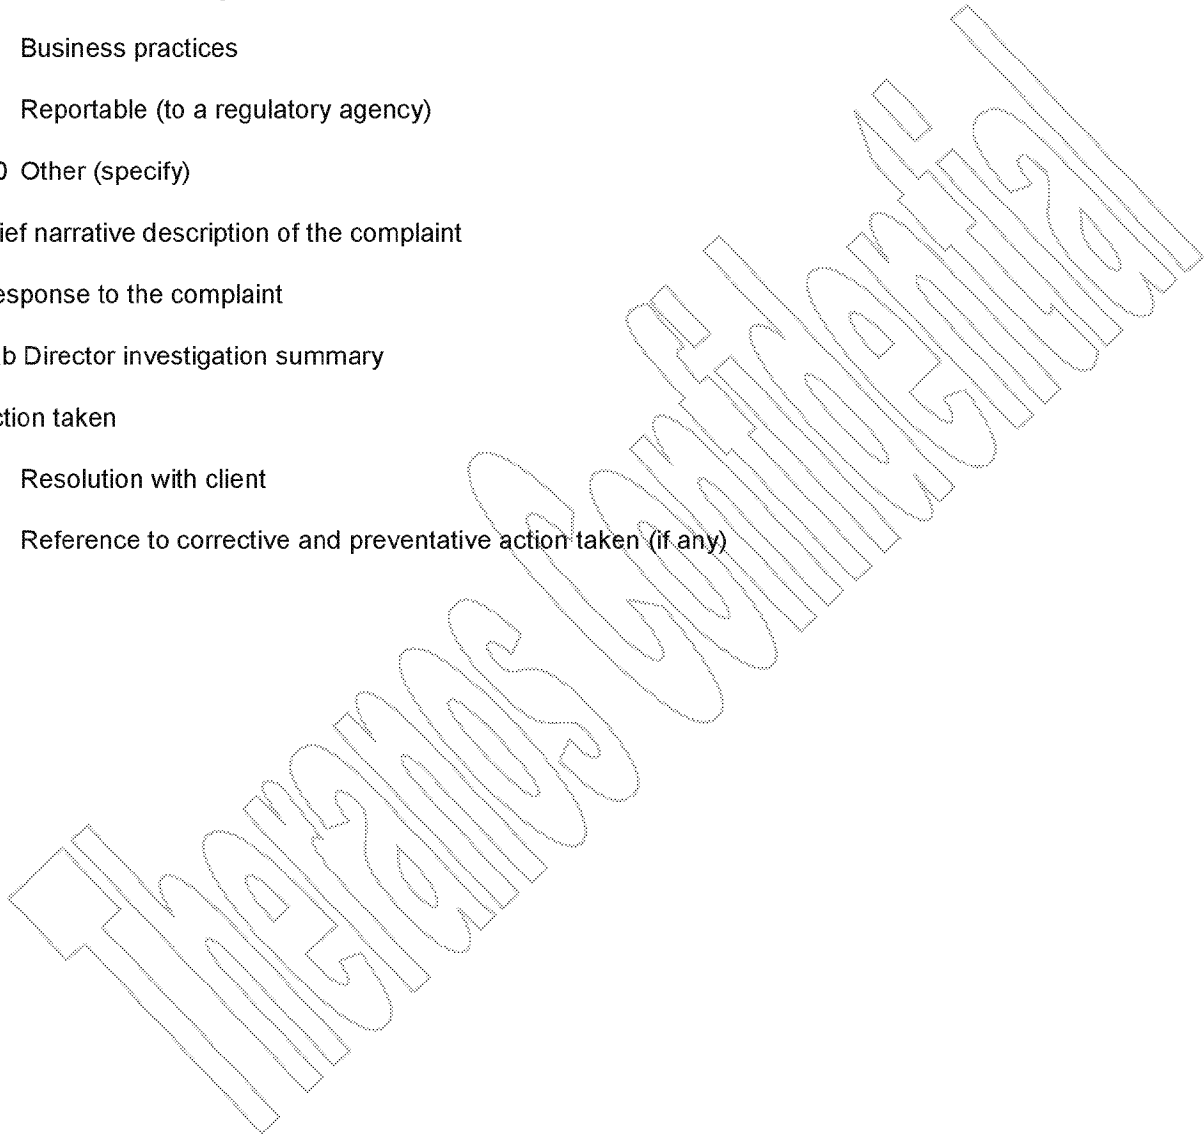 Business practices
Reportable (to a regulatory agency)
0 Other (specify)
ief narrative description of the complaint
esponse to the complaint
b Director investigation summary
ction taken
Resolution with client
Reference to corrective and preventative action taken (if any)
Theranos Confidential